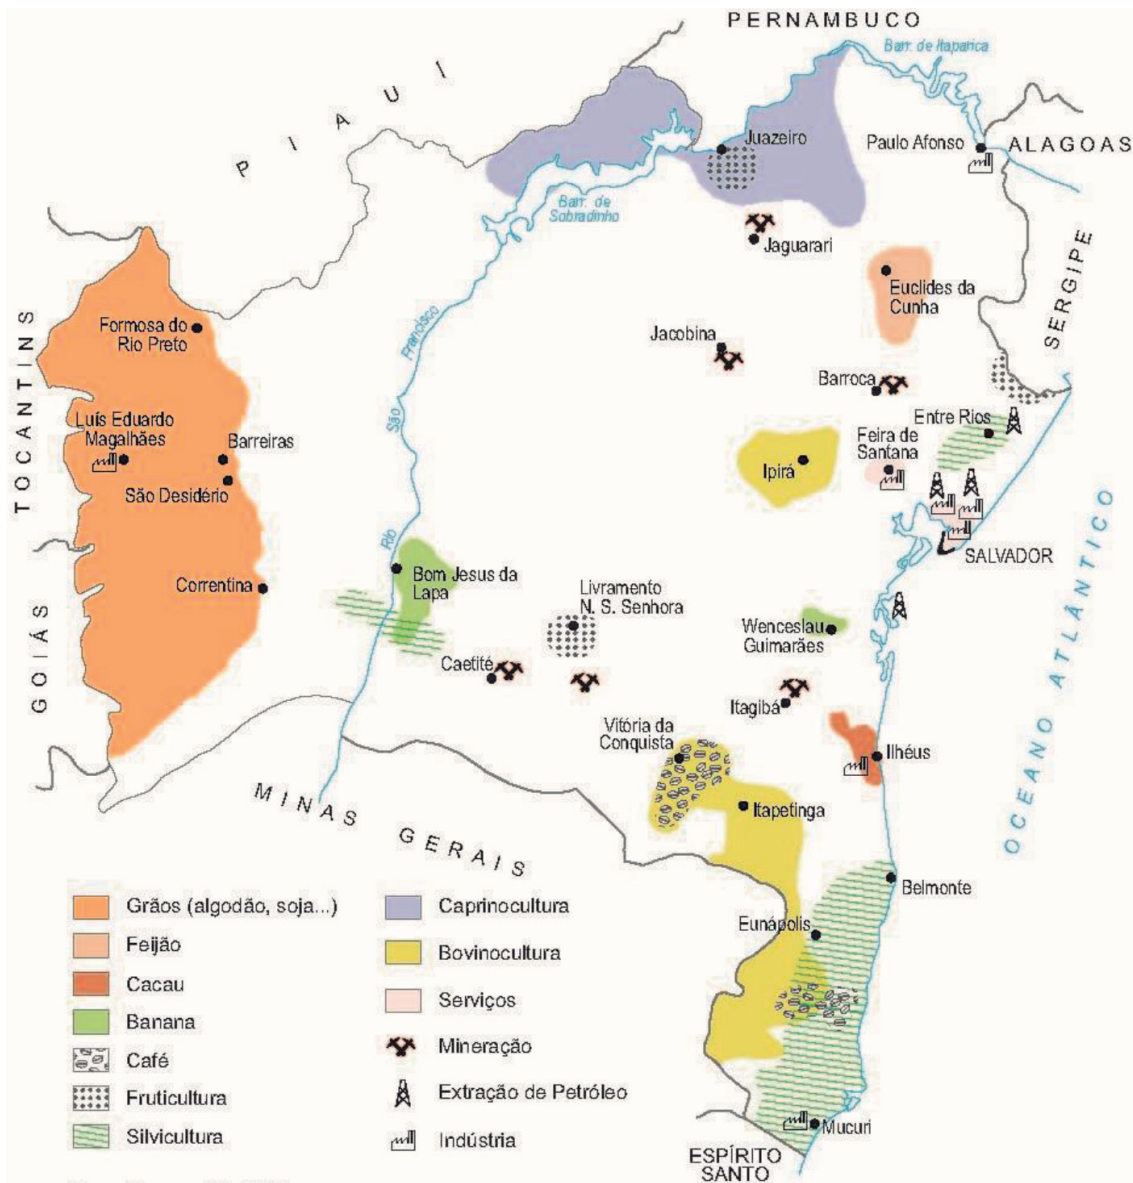 PERNAMBUCO
Barr. de Itaparica
PIAUÍ
Juazeiro
Paulo Afonso
ALAGOAS
Barr. de
Sobradinho
Jaguarari
SERGIPE
Euclides da
Cunha
Formosa do
Rio Preto
Francisco
Jacobina
TOCANTINS
Barroca
São
Luís Eduardo
Magalhães
Barreiras
Entre Rios
Feira de
Santana
Ipirá
São Desidério
Rio
SALVADOR
OCEANO ATLÂNTICO
Correntina
Bom Jesus da
Lapa
Livramento
N. S. Senhora
GOIÁS
Wenceslau
Guimarães
Caetité
Itagibá
Vitória da
Conquista
Ilhéus
MINAS GERAIS
Itapetinga
Belmonte
Eunápolis
Mucuri
ESPÍRITO
SANTO
Grãos (algodão, soja...)
Feijão
Cacau
Banana
Café
Fruticultura
Silvicultura
Caprinocultura
Bovinocultura
Serviços
Mineração
Extração de Petróleo
Indústria